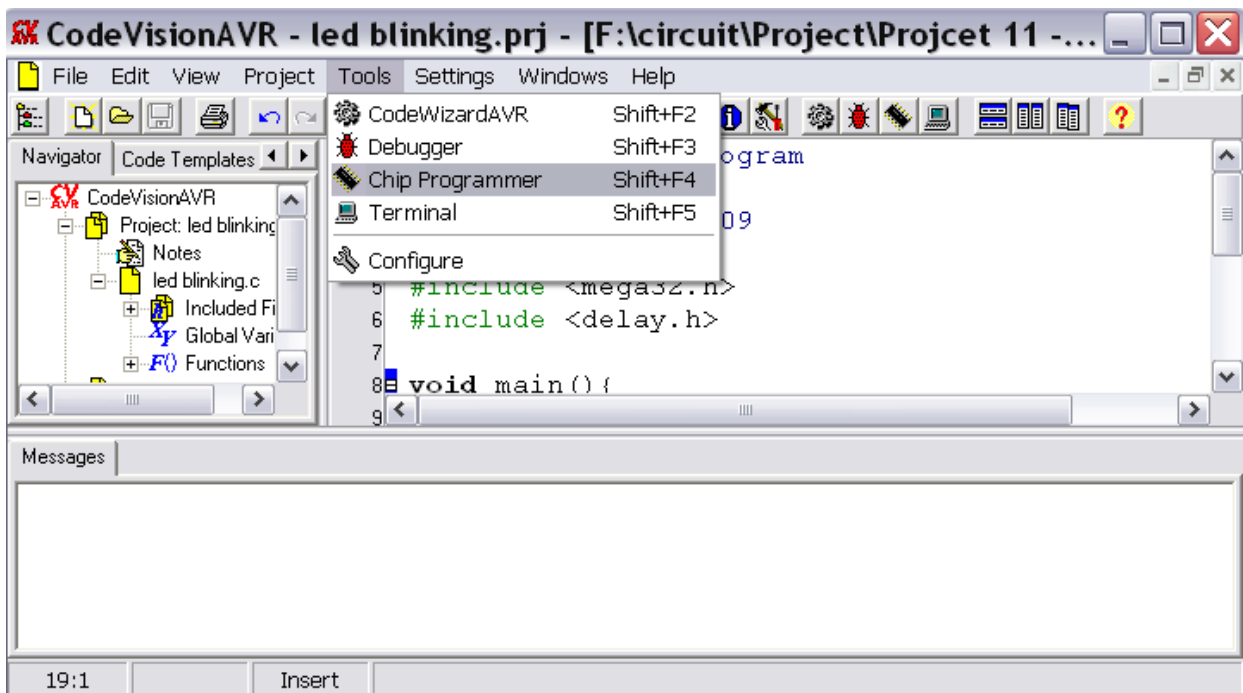 CodeVisionAVR - led blinking.prj - [F:\circuit\Project\Projcet 11 -...
File Edit View Project Tools Settings Windows Help
CodeWizardAVR Shift+F2
Debugger Shift+F3
Chip Programmer Shift+F4
Terminal Shift+F5
Configure
Navigator Code Templates
CodeVisionAVR
Project: led blinking
Notes
led blinking.c
Included Fi
Global Vari
F() Functions
ogram
09
5 #include <mega32.h>
6 #include <delay.h>
7
8 void main(){
9
Messages
19:1 Insert